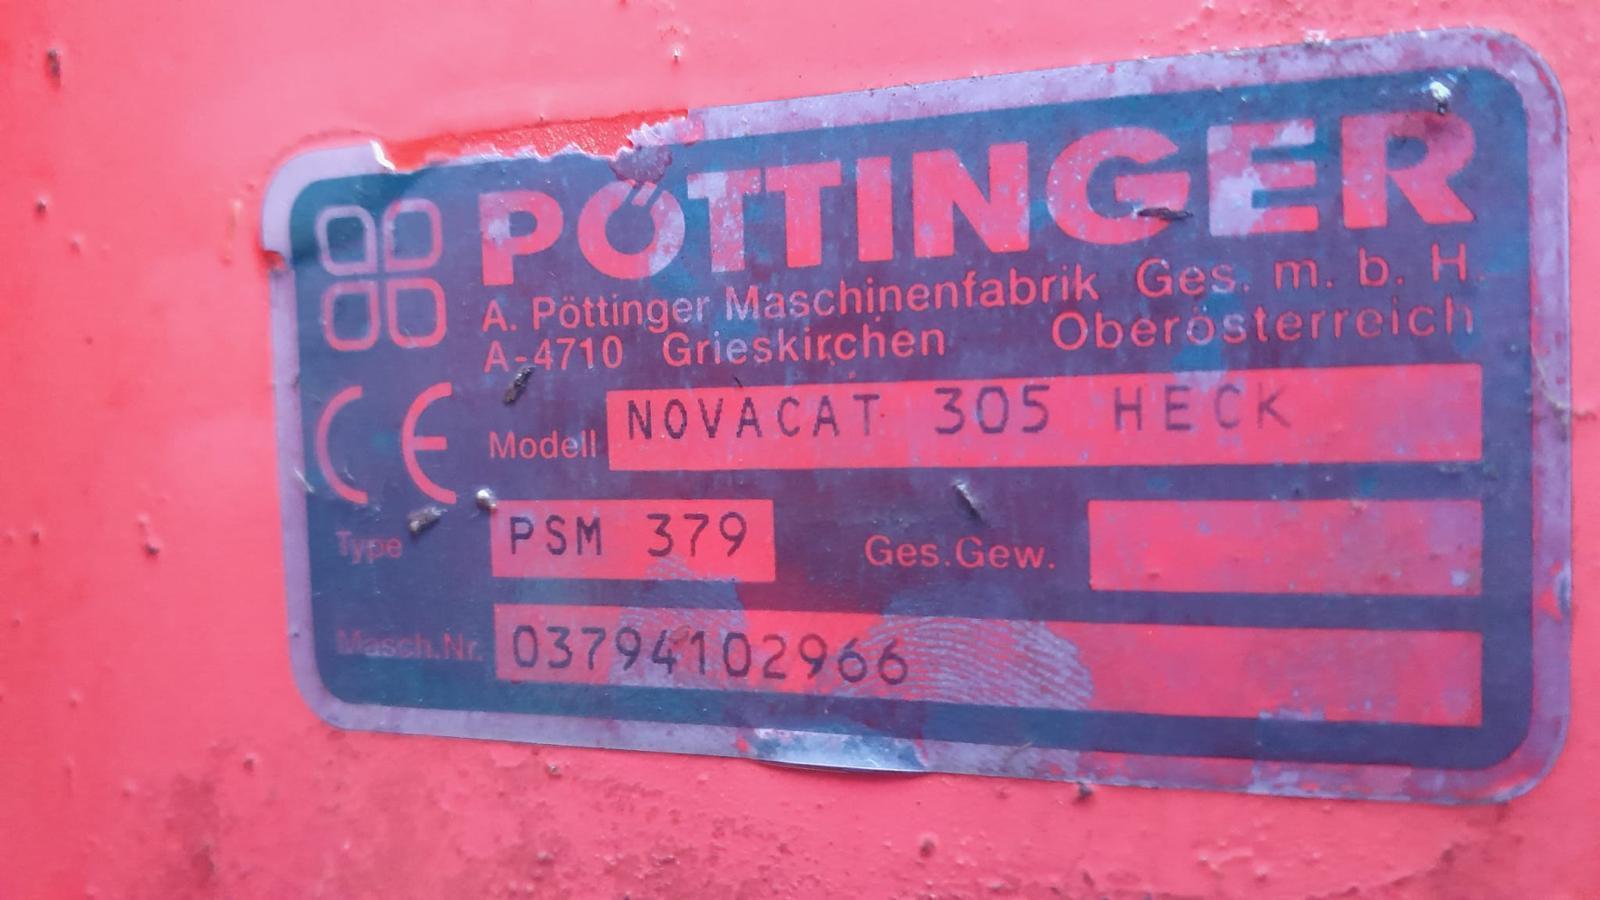 PÖTTINGER
A. Pöttinger Maschinenfabrik Ges. m. b. H.
A-4710 Grieskirchen Oberösterreich
CE
Modell NOVACAT 305 HECK
Type PSM 379 Ges.Gew.
Masch.Nr. 03794102966